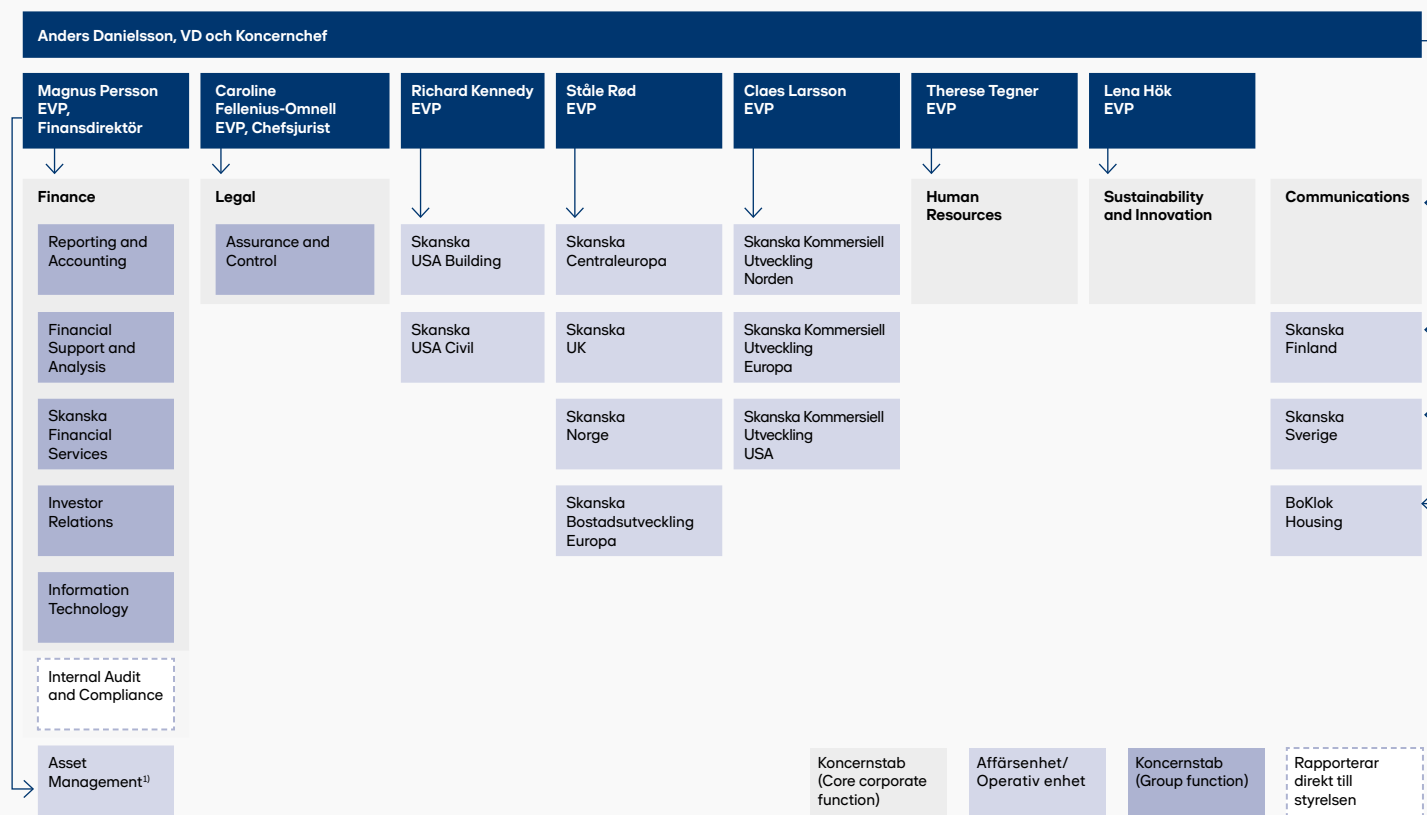 Anders Danielsson, VD och Koncernchef
Magnus Persson
EVP,
Finansdirektör
Caroline
Fellenius-Omnell
EVP, Chefsjurist
Richard Kennedy
EVP
Ståle Rød
EVP
Claes Larsson
EVP
Therese Tegner
EVP
Lena Hök
EVP
Finance
Reporting and
Accounting
Financial
Support and
Analysis
Skanska
Financial
Services
Investor
Relations
Information
Technology
Internal Audit
and Compliance
Asset
Management¹⁾
Legal
Assurance and
Control
Skanska
USA Building
Skanska
USA Civil
Skanska
Centraleuropa
Skanska
UK
Skanska
Norge
Skanska
Bostadsutveckling
Europa
Skanska Kommersiell
Utveckling
Norden
Skanska Kommersiell
Utveckling
Europa
Skanska Kommersiell
Utveckling
USA
Human
Resources
Sustainability
and Innovation
Communications
Skanska
Finland
Skanska
Sverige
BoKlok
Housing
Koncernstab
(Core corporate
function)
Affärsenhet/
Operativ enhet
Koncernstab
(Group function)
Rapporterar
direkt till
styrelsen